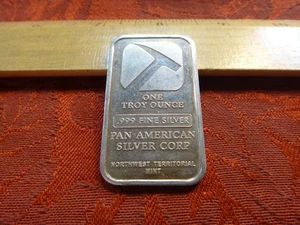 ONE
TROY OUNCE
.999 FINE SILVER
PAN AMERICAN
SILVER CORP
NORTHWEST TERRITORIAL
MINT